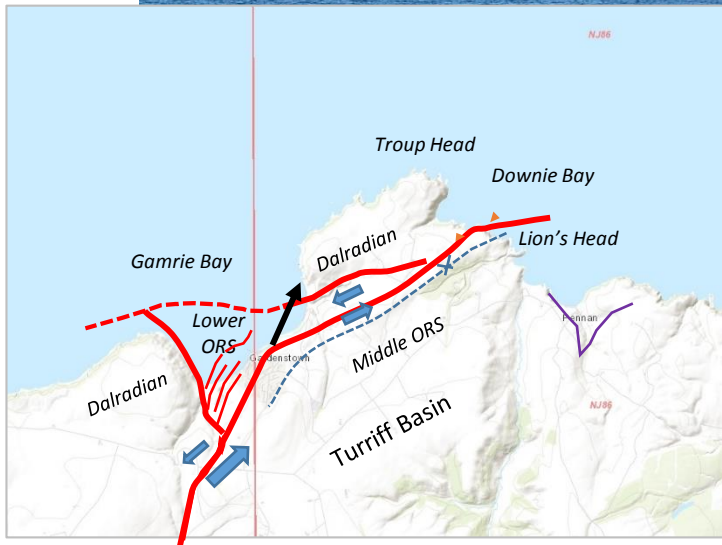 NJ86
Troup Head
Downie Bay
Gamrie Bay
Dalradian
Lion's Head
Lower
ORS
Pennan
Gardenstown
Middle ORS
Dalradian
NJ86
Turriff Basin